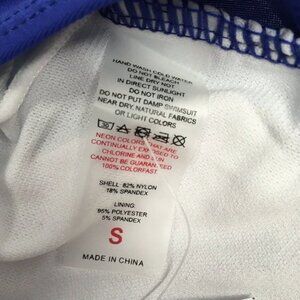 HAND WASH COLD WATER
DO NOT BLEACH
LINE DRY NOT
IN DIRECT SUNLIGHT
DO NOT IRON
DO NOT PUT DAMP SWIMSUIT
NEAR DRY. NATURAL FABRICS
OR LIGHT COLORS
NEON COLORS THAT ARE
CONTINUALLY EXPOSED TO
CHLORINE AND SUN
CANNOT BE GUARANTEED
100% COLORFAST.
SHELL: 82% NYLON
18% SPANDEX
LINING:
95% POLYESTER
5% SPANDEX
S
MADE IN CHINA